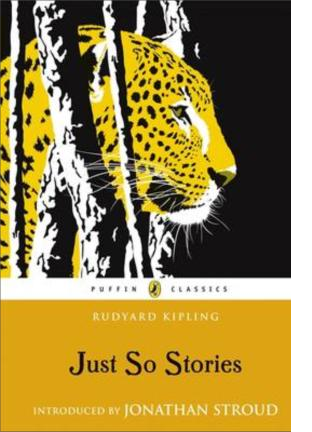 PUFFIN CLASSICS
RUDYARD KIPLING
Just So Stories
INTRODUCED BY JONATHAN STROUD